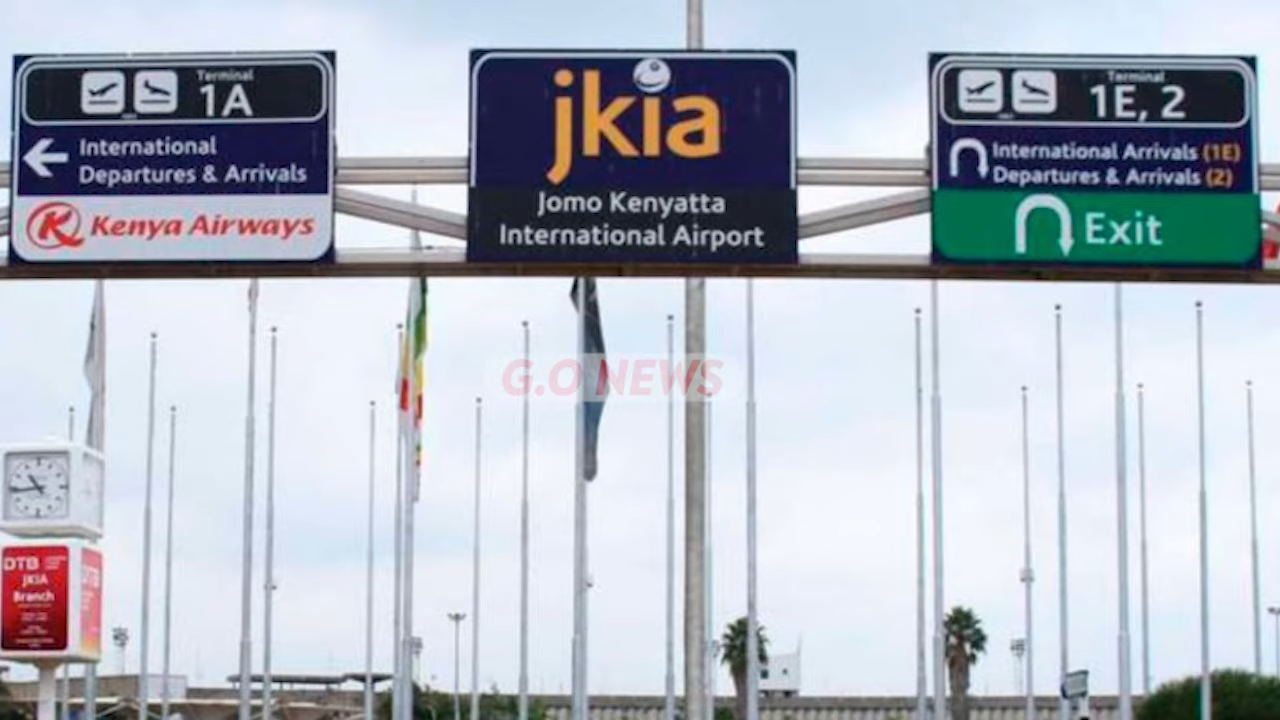 Terminal
1A
International
Departures & Arrivals
Kenya Airways
jkia
Jomo Kenyatta
International Airport
Terminal
1E, 2
International Arrivals (1E)
Departures & Arrivals (2)
Exit
G.O NEWS
DTB
JKIA
Branch